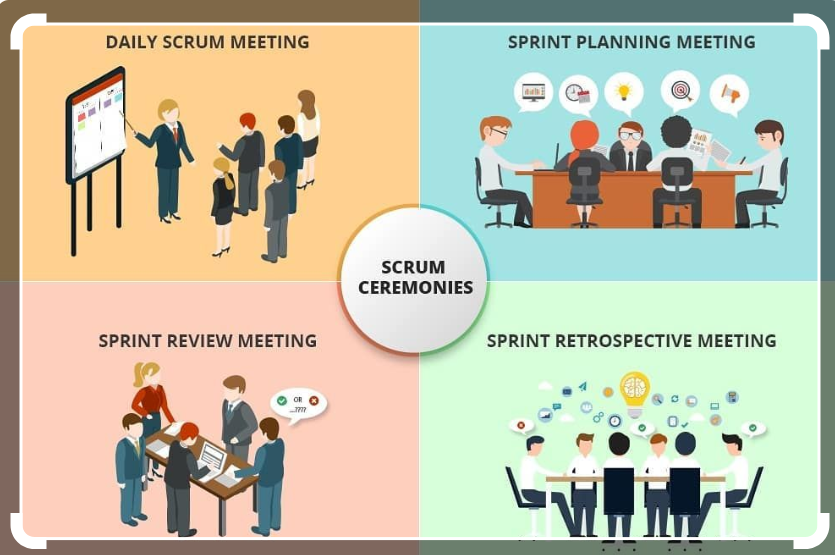 DAILY SCRUM MEETING
SPRINT PLANNING MEETING
SCRUM
CEREMONIES
SPRINT REVIEW MEETING
OR
...????
SPRINT RETROSPECTIVE MEETING